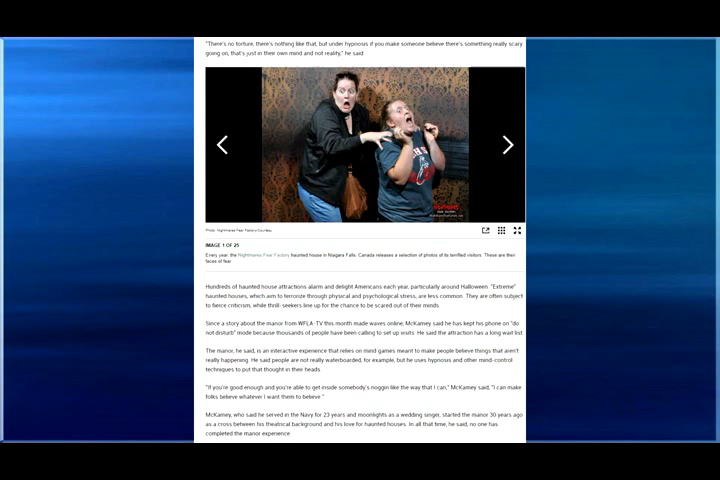 "There's no torture, there's nothing like that, but under hypnosis if you make someone believe there's something really scary
going on, that's just in their own mind and not reality," he said
Photo: Nightmares Fear Factory/Courtesy
IMAGE 1 OF 25
Every year, the Nightmares Fear Factory haunted house in Niagara Falls, Canada releases a selection of photos of its terrified visitors. These are their
faces of fear
Hundreds of haunted house attractions alarm and delight Americans each year, particularly around Halloween. "Extreme"
haunted houses, which aim to terrorize through physical and psychological stress, are less common. They are often subject
to fierce criticism, while thrill-seekers line up for the chance to be scared out of their minds
Since a story about the manor from WFLA-TV this month made waves online, McKamey said he has kept his phone on "do
not disturb" mode because thousands of people have been calling to set up visits. He said the attraction has a long wait list
The manor, he said, is an interactive experience that relies on mind games meant to make people believe things that aren't
really happening. He said people are not really waterboarded, for example, but he uses hypnosis and other mind-control
techniques to put that thought in their heads
"If you're good enough and you're able to get inside somebody's noggin like the way that I can," McKamey said, "I can make
folks believe whatever I want them to believe."
McKamey, who said he served in the Navy for 23 years and moonlights as a wedding singer, started the manor 30 years ago
as a cross between his theatrical background and his love for haunted houses. In all that time, he said, no one has
completed the manor experience